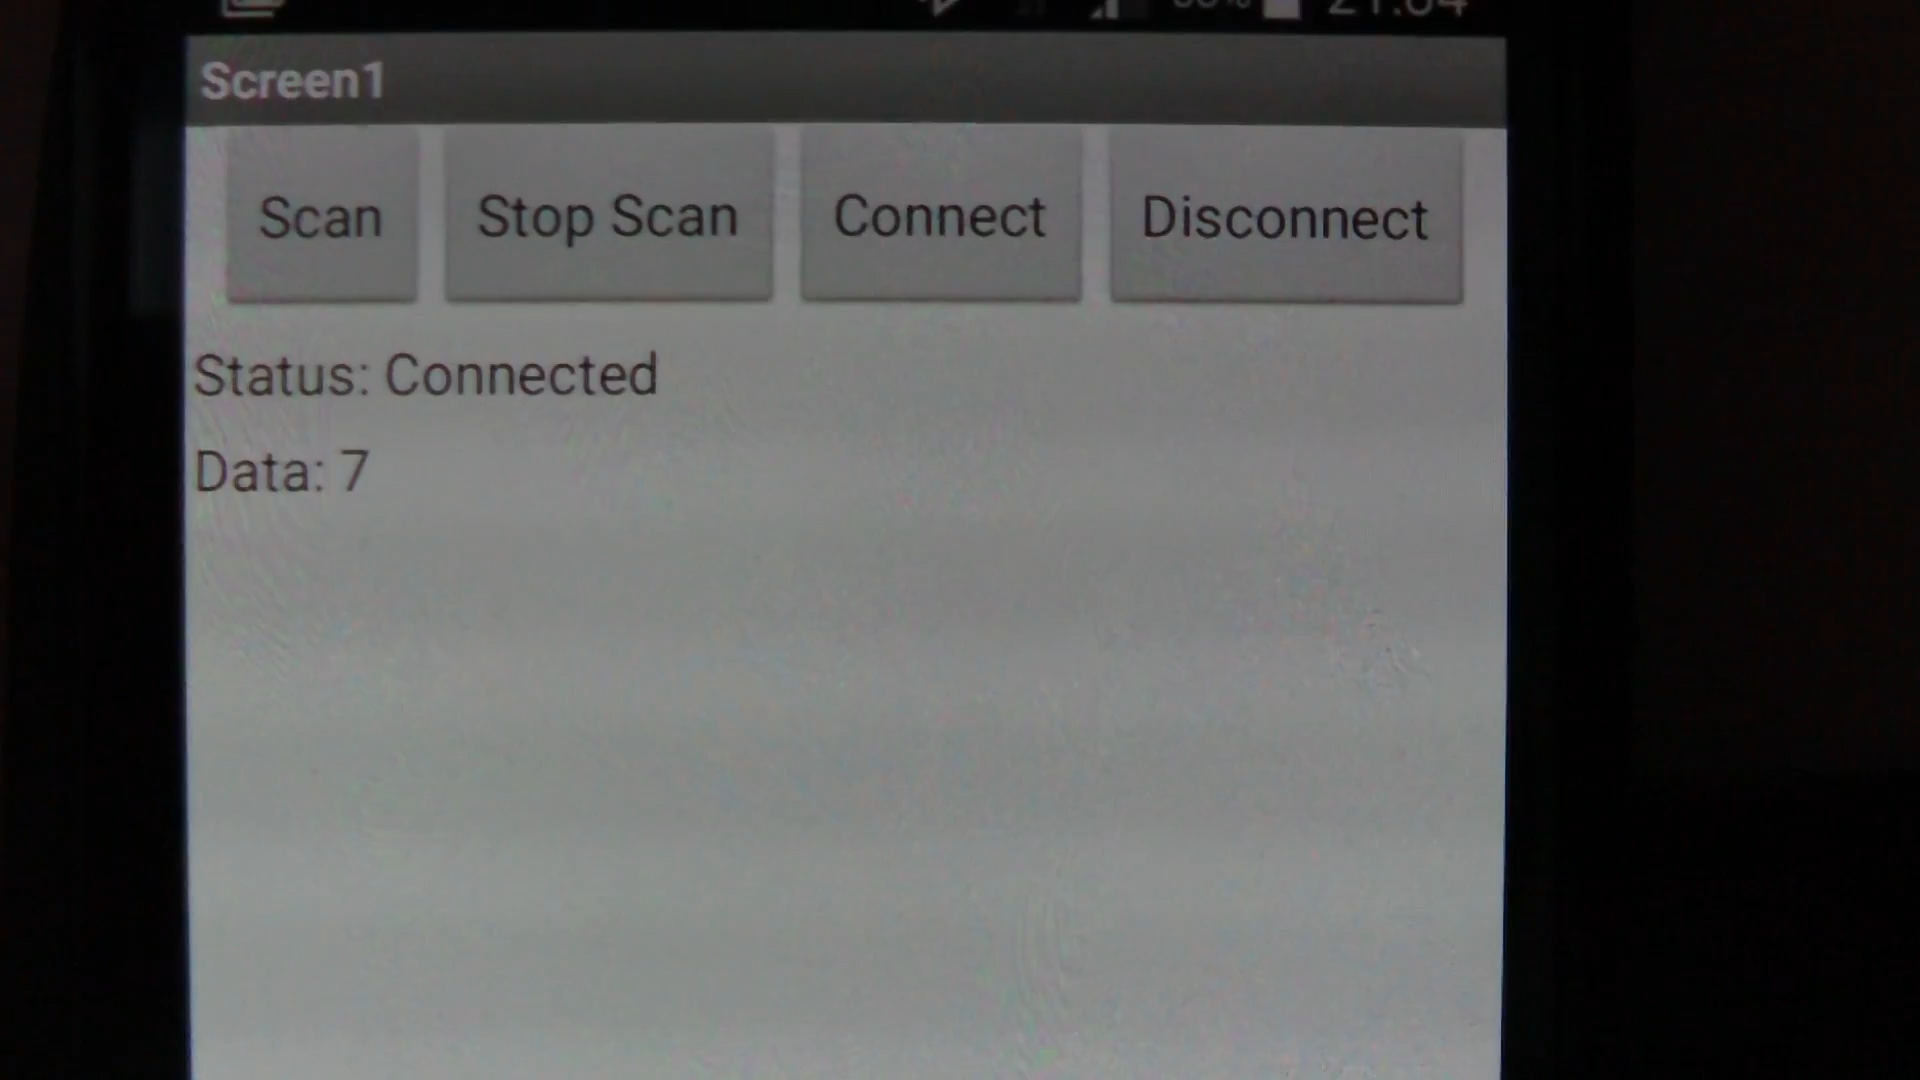 Screen1
Scan Stop Scan Connect Disconnect
Status: Connected
Data: 7